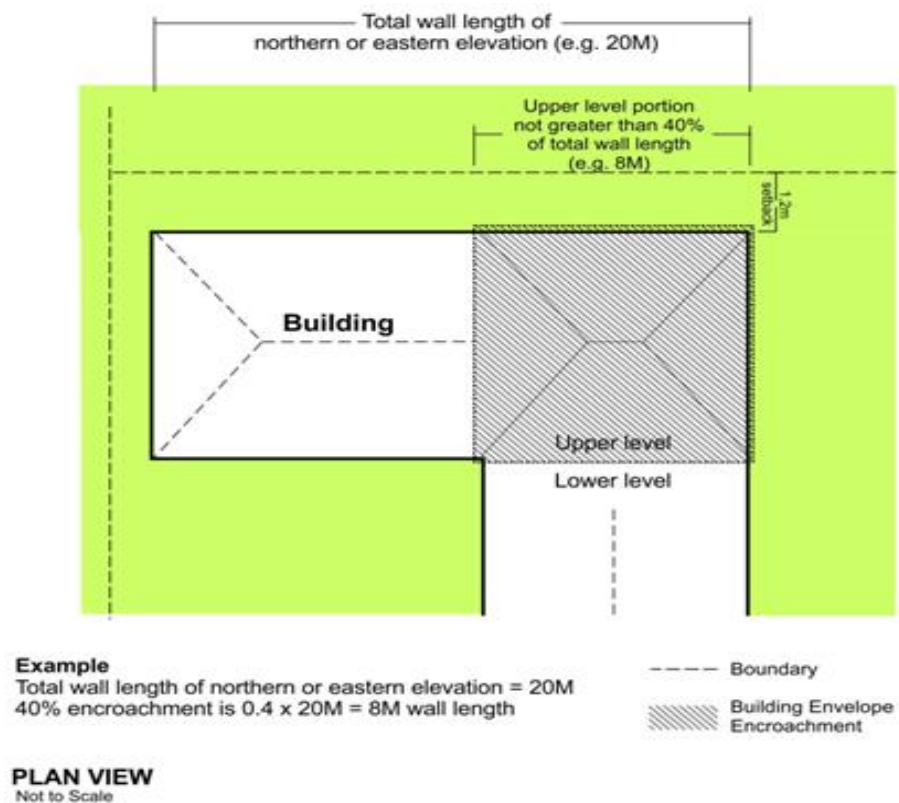 Total wall length of
northern or eastern elevation (e.g. 20M)
Upper level portion
not greater than 40%
of total wall length
(e.g. 8M)
1.2m
setback
Building
Upper level
Lower level
Example
Total wall length of northern or eastern elevation = 20M
40% encroachment is 0.4 x 20M = 8M wall length
Boundary
Building Envelope
Encroachment
PLAN VIEW
Not to Scale